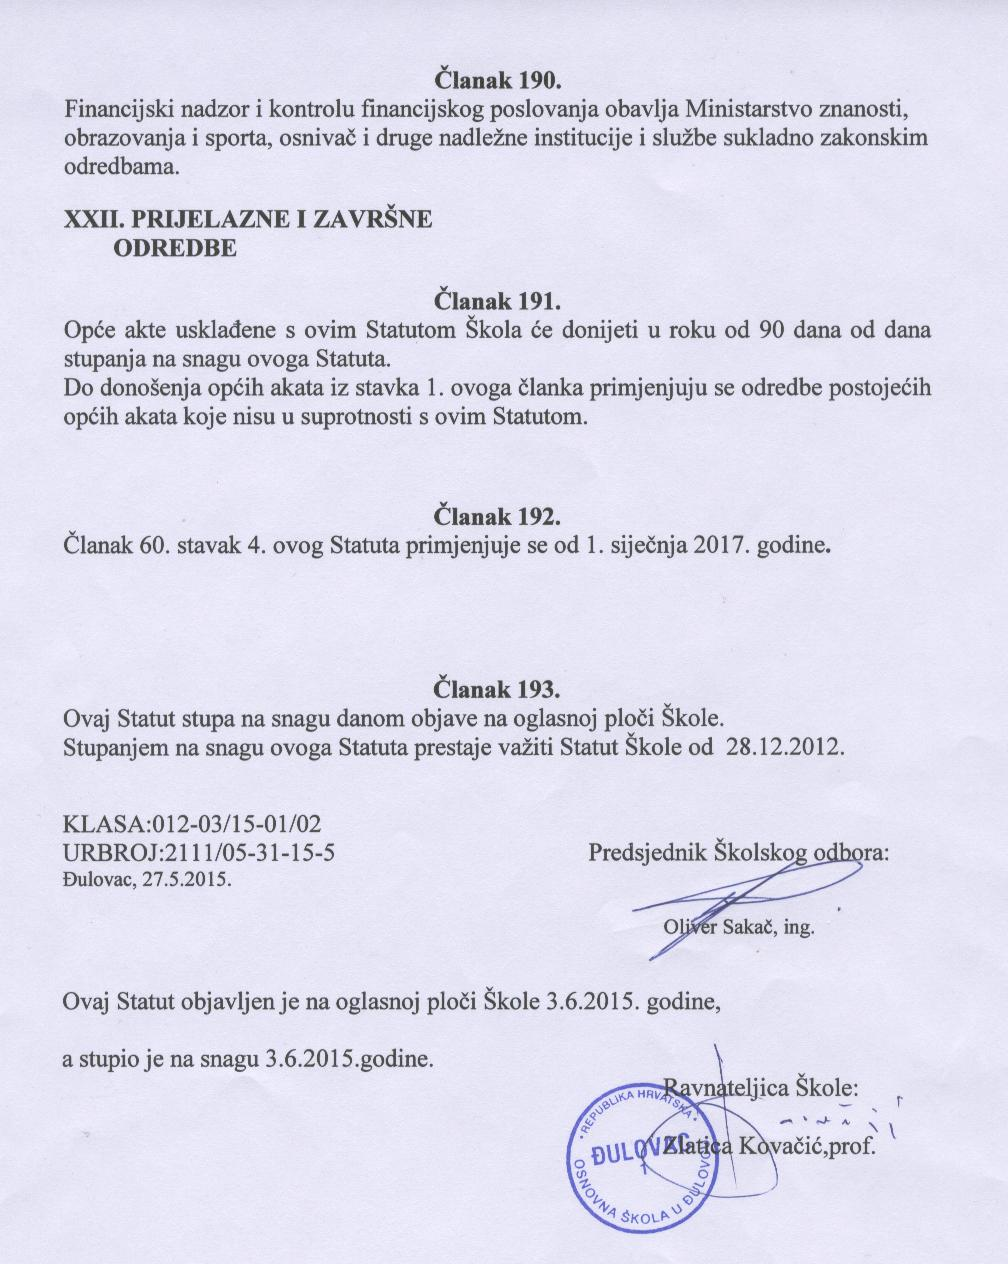 Članak 190.
Financijski nadzor i kontrolu financijskog poslovanja obavlja Ministarstvo znanosti,
obrazovanja i sporta, osnivač i druge nadležne institucije i službe sukladno zakonskim
odredbama.
XXII. PRIJELAZNE I ZAVRŠNE
ODREDBE
Članak 191.
Opće akte usklađene s ovim Statutom Škola će donijeti u roku od 90 dana od dana
stupanja na snagu ovoga Statuta.
Do donošenja općih akata iz stavka 1. ovoga članka primjenjuju se odredbe postojećih
općih akata koje nisu u suprotnosti s ovim Statutom.
Članak 192.
Članak 60. stavak 4. ovog Statuta primjenjuje se od 1. siječnja 2017. godine.
Članak 193.
Ovaj Statut stupa na snagu danom objave na oglasnoj ploči Škole.
Stupanjem na snagu ovoga Statuta prestaje važiti Statut Škole od 28.12.2012.
KLASA:012-03/15-01/02
URBROJ:2111/05-31-15-5
Đulovac, 27.5.2015.
Predsjednik Školskog odbora:
Oliver Sakač, ing.
Ovaj Statut objavljen je na oglasnoj ploči Škole 3.6.2015. godine,
a stupio je na snagu 3.6.2015.godine.
Ravnateljica Škole:
Zlatica Kovačić,prof.
REPUBLIKA HRVATSKA
ĐULOVAC
1
OSNOVNA ŠKOLA U ĐULOVCU